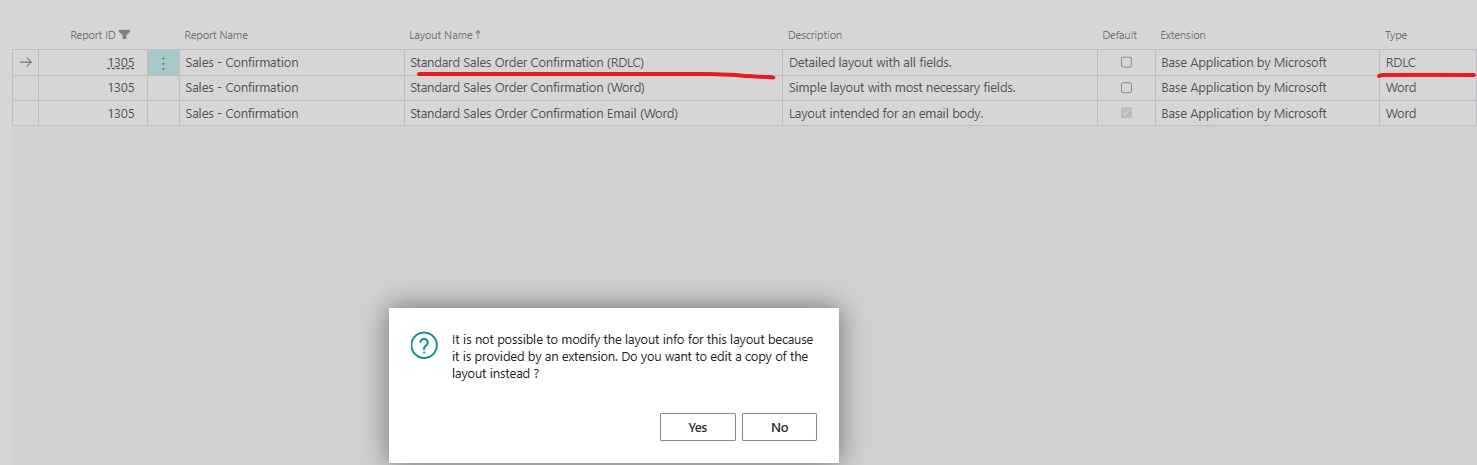 Report ID Report Name Layout Name↑ Description Default Extension Type
1305 Sales - Confirmation Standard Sales Order Confirmation (RDLC) Detailed layout with all fields. Base Application by Microsoft RDLC
1305 Sales - Confirmation Standard Sales Order Confirmation (Word) Simple layout with most necessary fields. Base Application by Microsoft Word
1305 Sales - Confirmation Standard Sales Order Confirmation Email (Word) Layout intended for an email body. Base Application by Microsoft Word
It is not possible to modify the layout info for this layout because
it is provided by an extension. Do you want to edit a copy of the
layout instead ?
Yes No